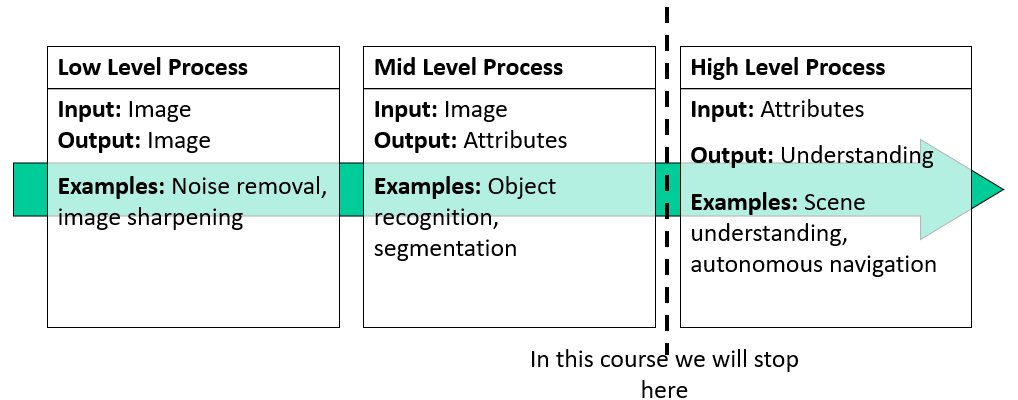 Low Level Process
Input: Image
Output: Image
Examples: Noise removal,
image sharpening
Mid Level Process
Input: Image
Output: Attributes
Examples: Object
recognition,
segmentation
High Level Process
Input: Attributes
Output: Understanding
Examples: Scene
understanding,
autonomous navigation
In this course we will stop
here